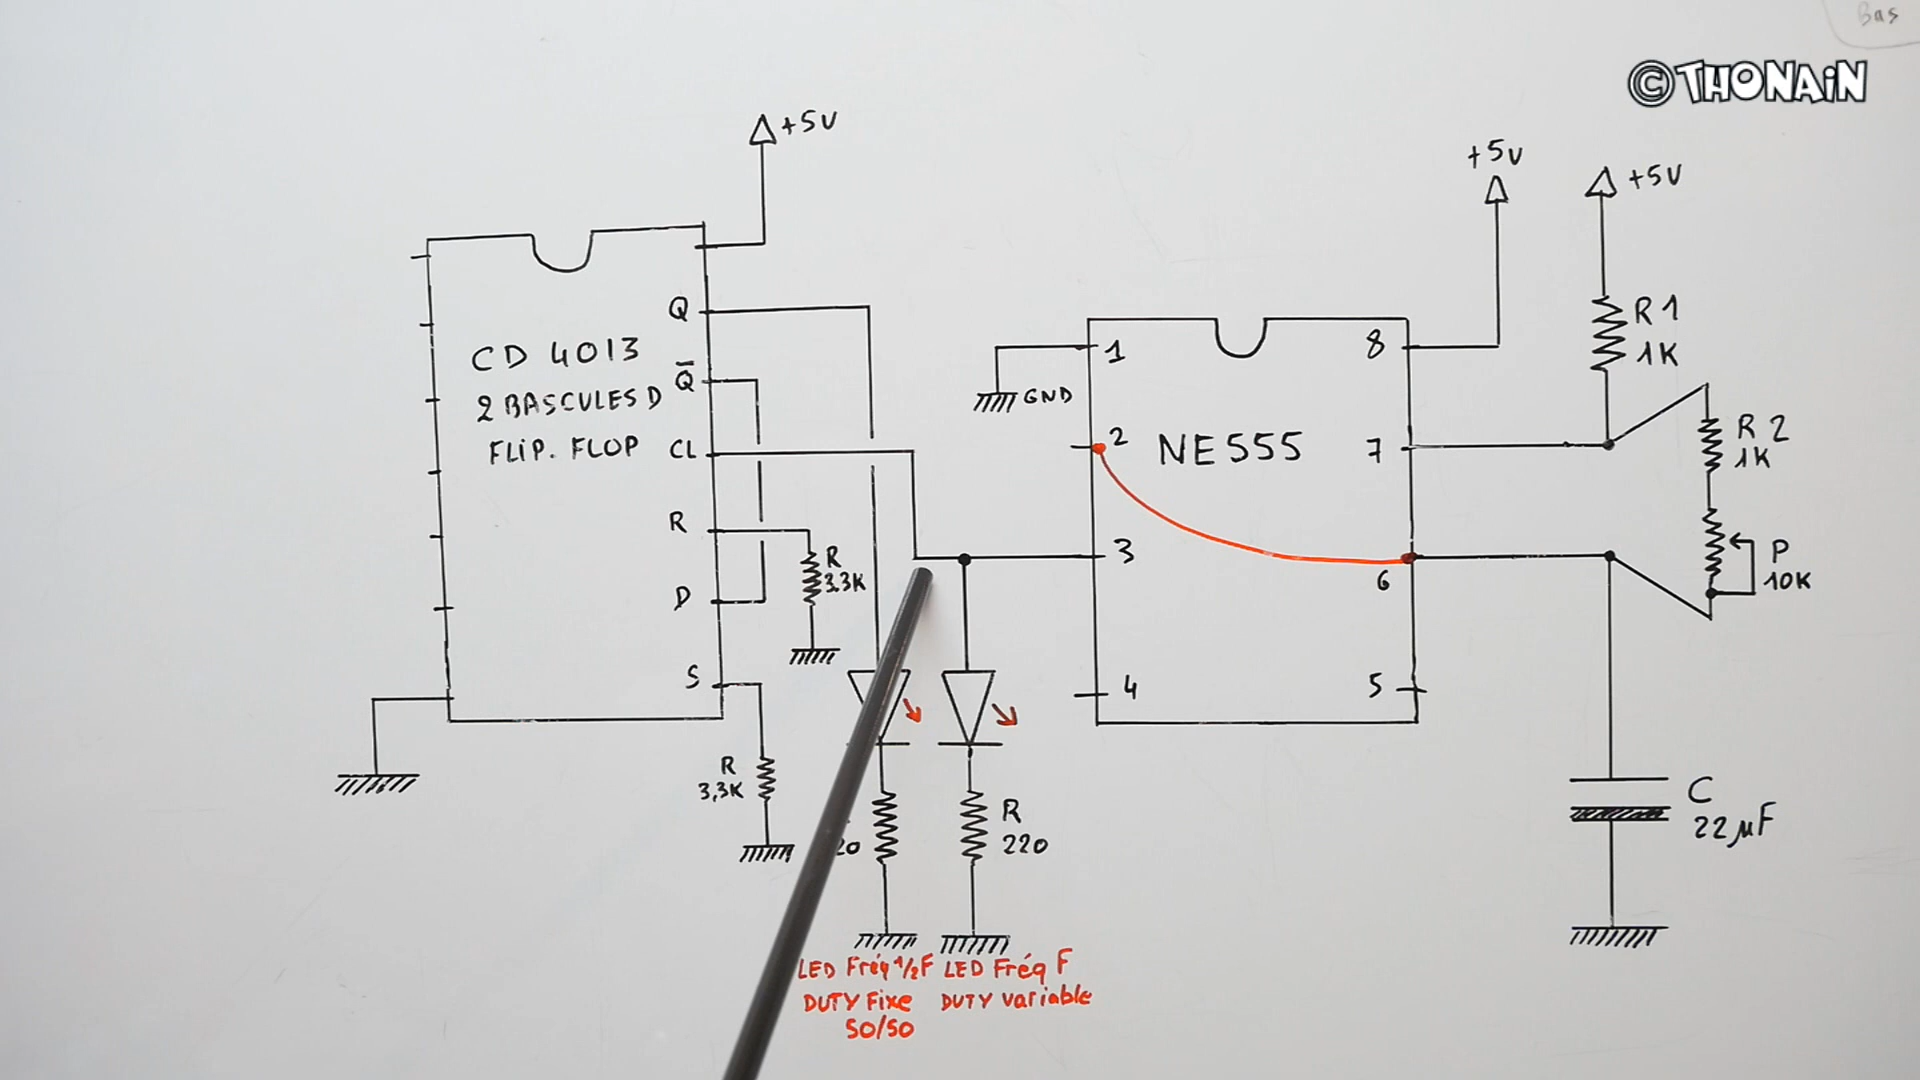 Bas
©THONAiN
+5V
+5V
+5V
CD 4013
2 BASCULES D
FLiP. FLOP
Q
Q̅
CL
R
D
S
R
3.3K
R
3,3K
1
2
3
4
NE555
8
7
6
5
GND
R1
1K
R2
1K
P
10K
C
22µF
R
220
LED Fréq 1/2F
DUTY Fixe
50/50
LED Fréq F
DUTY variable